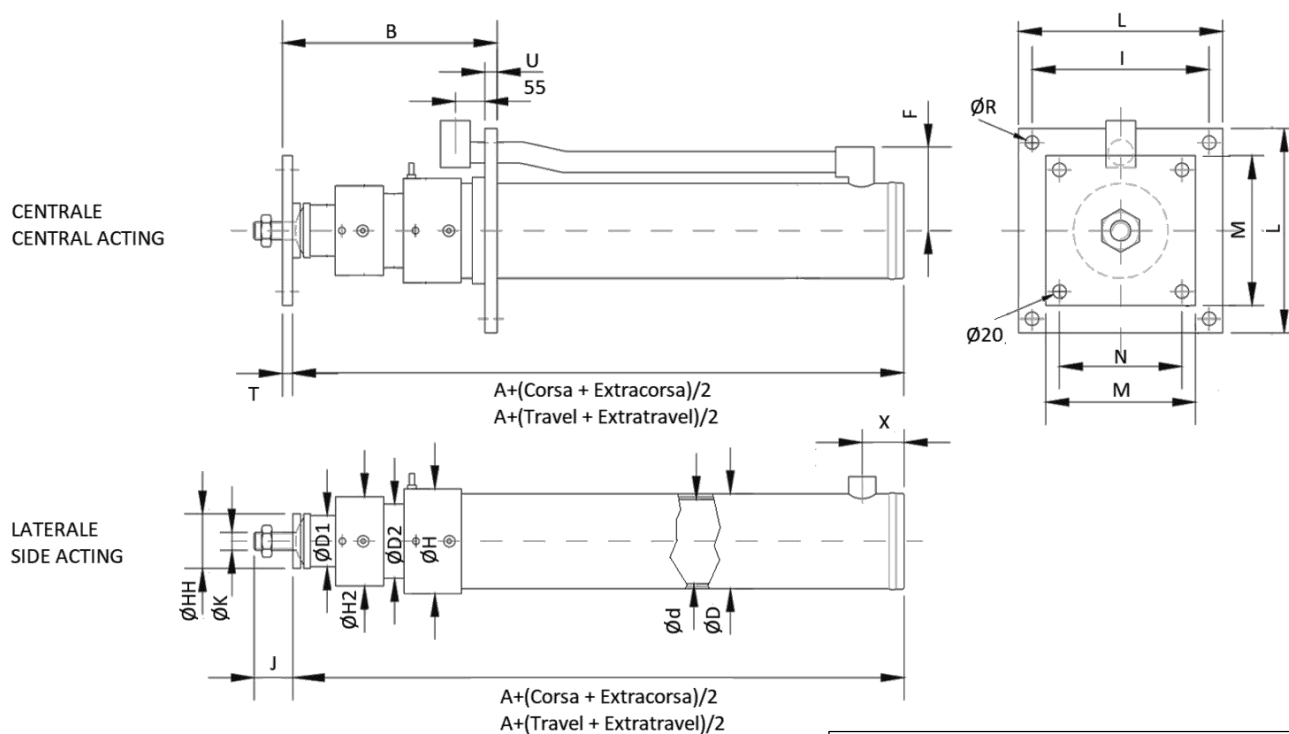 B
L
U
I
55
F
ØR
CENTRALE
CENTRAL ACTING
M
L
Ø20
N
T
A+(Corsa + Extracorsa)/2
A+(Travel + Extratravel)/2
M
X
LATERALE
SIDE ACTING
ØD1
ØD2
ØH
ØHH
ØK
ØH2
Ød
ØD
J
A+(Corsa + Extracorsa)/2
A+(Travel + Extratravel)/2